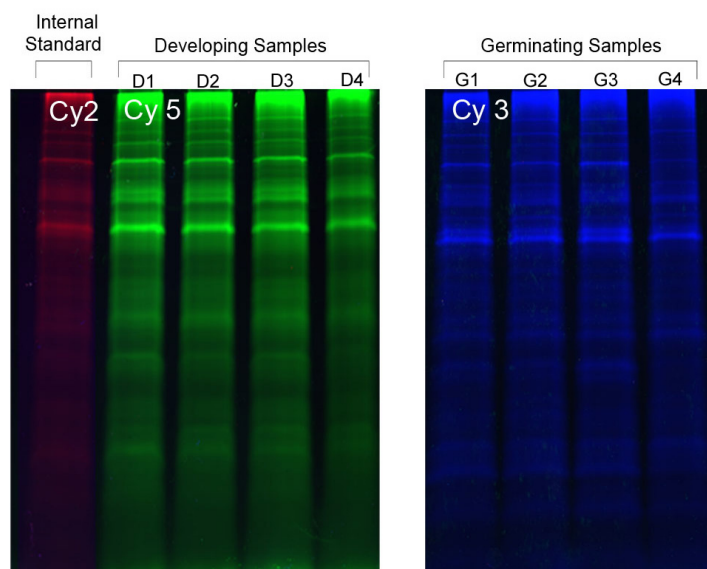 Internal
Standard
Developing Samples
Germinating Samples
D1 D2 D3 D4
G1 G2 G3 G4
Cy2 Cy 5 Cy 3